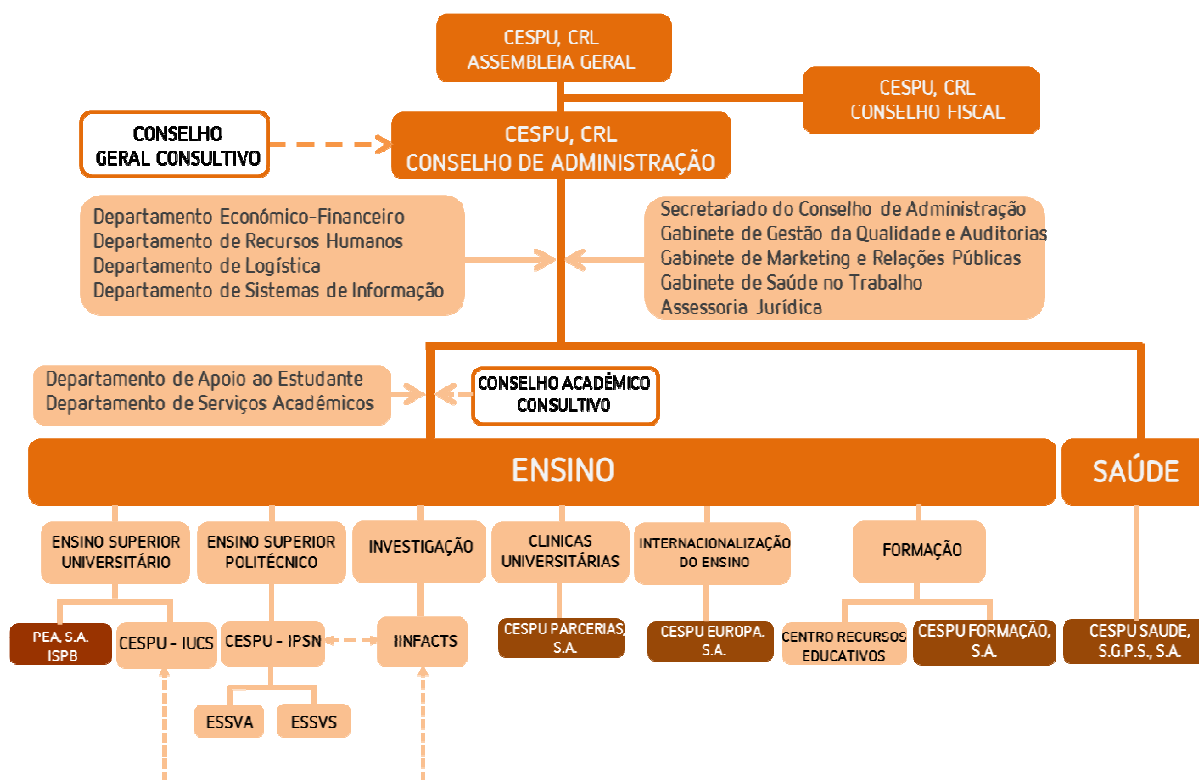 CESPU, CRL
ASSEMBLEIA GERAL
CESPU, CRL
CONSELHO FISCAL
CONSELHO
GERAL CONSULTIVO
CESPU, CRL
CONSELHO DE ADMINISTRAÇÃO
Departamento Económico-Financeiro
Departamento de Recursos Humanos
Departamento de Logística
Departamento de Sistemas de Informação
Secretariado do Conselho de Administração
Gabinete de Gestão da Qualidade e Auditorias
Gabinete de Marketing e Relações Públicas
Gabinete de Saúde no Trabalho
Assessoria Jurídica
Departamento de Apoio ao Estudante
Departamento de Serviços Académicos
CONSELHO ACADÉMICO
CONSULTIVO
ENSINO
SAÚDE
ENSINO SUPERIOR
UNIVERSITÁRIO
ENSINO SUPERIOR
POLITÉCNICO
INVESTIGAÇÃO
CLINICAS
UNIVERSITÁRIAS
INTERNACIONALIZAÇÃO
DO ENSINO
FORMAÇÃO
PEA, S.A.
ISPB
CESPU - IUCS
CESPU - IPSN
IINFACTS
CESPU PARCERIAS,
S.A.
CESPU EUROPA.
S.A.
CENTRO RECURSOS
EDUCATIVOS
CESPU FORMAÇÃO,
S.A.
CESPU SAUDE,
S.G.P.S., S.A.
ESSVA
ESSVS